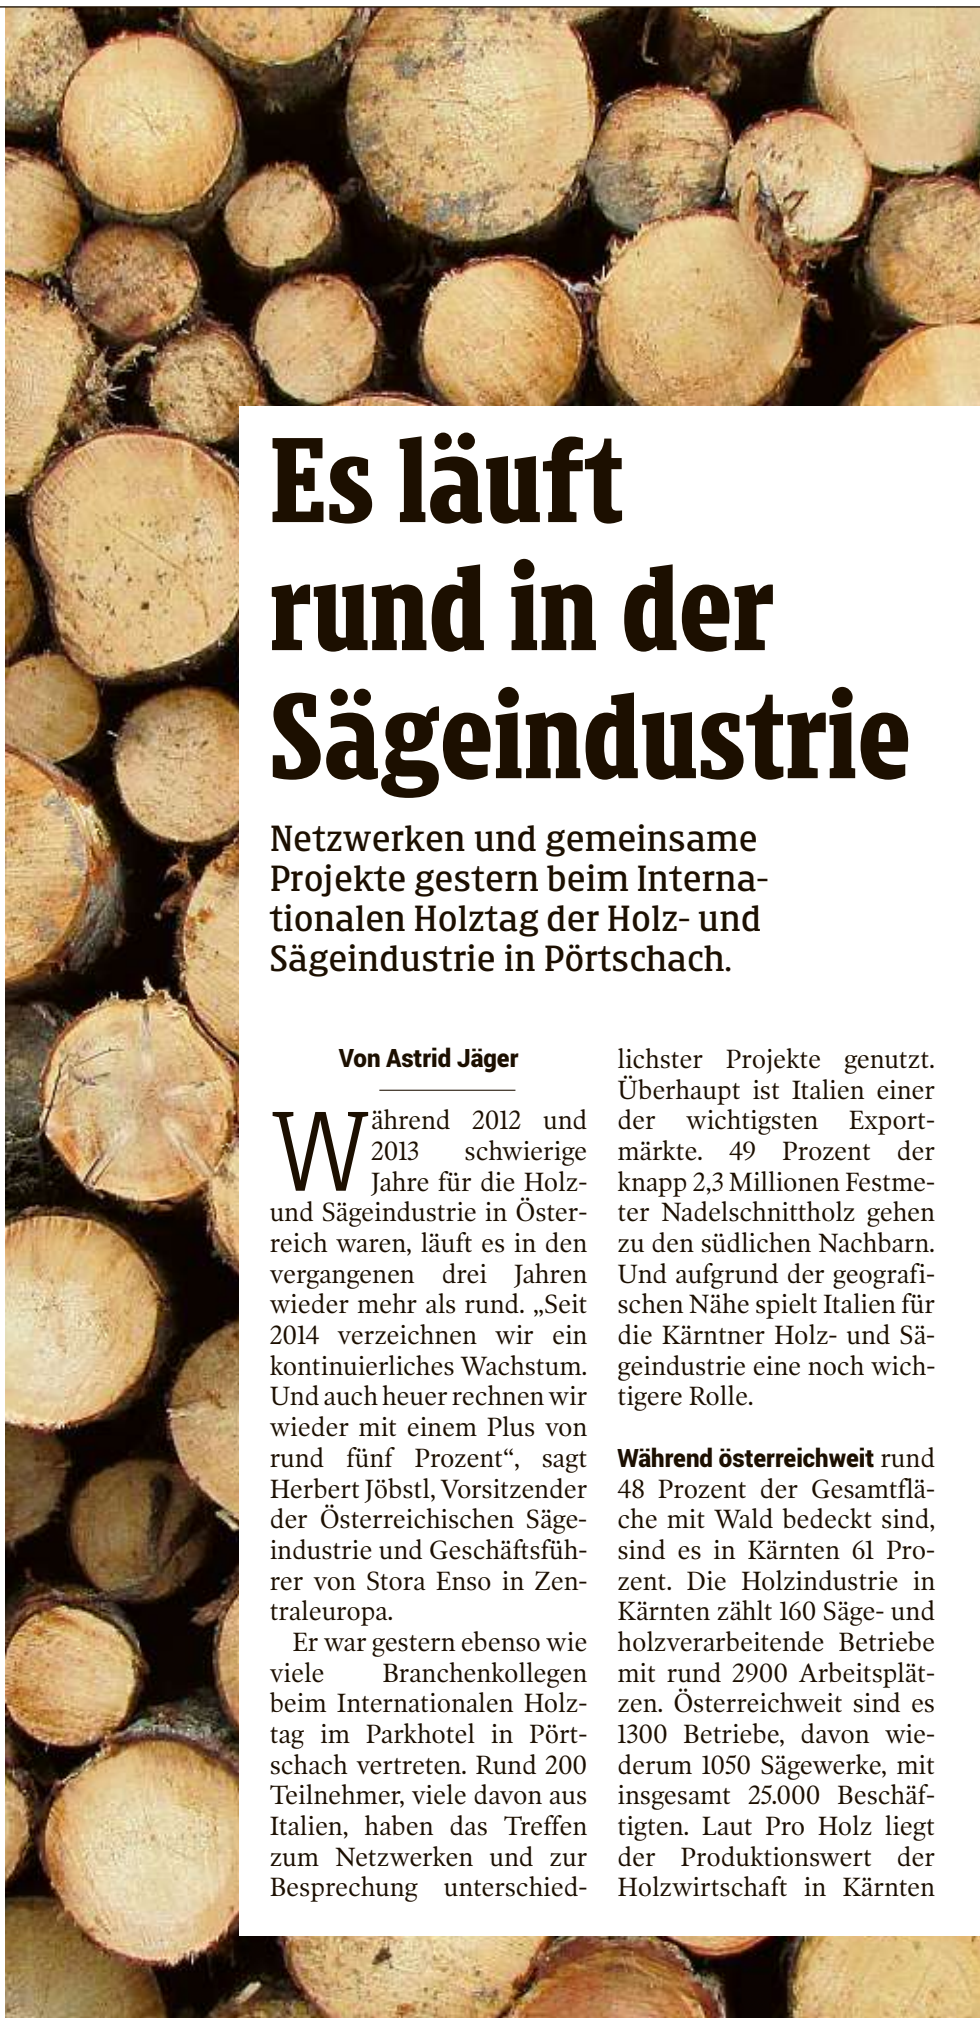 Es läuft
rund in der
Sägeindustrie
Netzwerken und gemeinsame
Projekte gestern beim Interna-
tionalen Holztag der Holz- und
Sägeindustrie in Pörtschach.
Von Astrid Jäger
Während 2012 und
2013 schwierige
Jahre für die Holz-
und Sägeindustrie in Öster-
reich waren, läuft es in den
vergangenen drei Jahren
wieder mehr als rund. „Seit
2014 verzeichnen wir ein
kontinuierliches Wachstum.
Und auch heuer rechnen wir
wieder mit einem Plus von
rund fünf Prozent“, sagt
Herbert Jöbstl, Vorsitzender
der Österreichischen Säge-
industrie und Geschäftsfüh-
rer von Stora Enso in Zen-
traleuropa.
Er war gestern ebenso wie
viele Branchenkollegen
beim Internationalen Holz-
tag im Parkhotel in Pört-
schach vertreten. Rund 200
Teilnehmer, viele davon aus
Italien, haben das Treffen
zum Netzwerken und zur
Besprechung unterschied-
lichster Projekte genutzt.
Überhaupt ist Italien einer
der wichtigsten Export-
märkte. 49 Prozent der
knapp 2,3 Millionen Festme-
ter Nadelschnittholz gehen
zu den südlichen Nachbarn.
Und aufgrund der geografi-
schen Nähe spielt Italien für
die Kärntner Holz- und Sä-
geindustrie eine noch wich-
tigere Rolle.
Während österreichweit rund
48 Prozent der Gesamtflä-
che mit Wald bedeckt sind,
sind es in Kärnten 61 Pro-
zent. Die Holzindustrie in
Kärnten zählt 160 Säge- und
holzverarbeitende Betriebe
mit rund 2900 Arbeitsplät-
zen. Österreichweit sind es
1300 Betriebe, davon wie-
derum 1050 Sägewerke, mit
insgesamt 25.000 Beschäf-
tigten. Laut Pro Holz liegt
der Produktionswert der
Holzwirtschaft in Kärnten